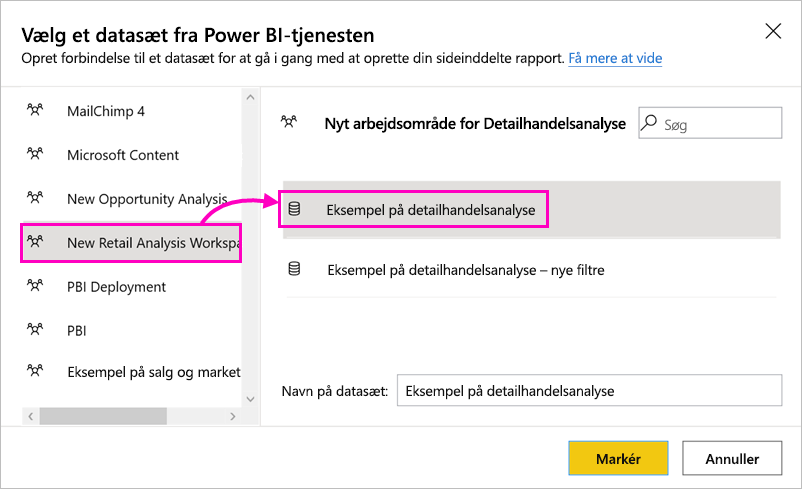 Vælg et datasæt fra Power BI-tjenesten
Opret forbindelse til et datasæt for at gå i gang med at oprette din sideinddelte rapport. Få mere at vide
MailChimp 4
Microsoft Content
New Opportunity Analysis
New Retail Analysis Workspa
PBI Deployment
PBI
Eksempel på salg og market
Nyt arbejdsområde for Detailhandelsanalyse
Søg
Eksempel på detailhandelsanalyse
Eksempel på detailhandelsanalyse – nye filtre
Navn på datasæt: Eksempel på detailhandelsanalyse
Markér
Annuller